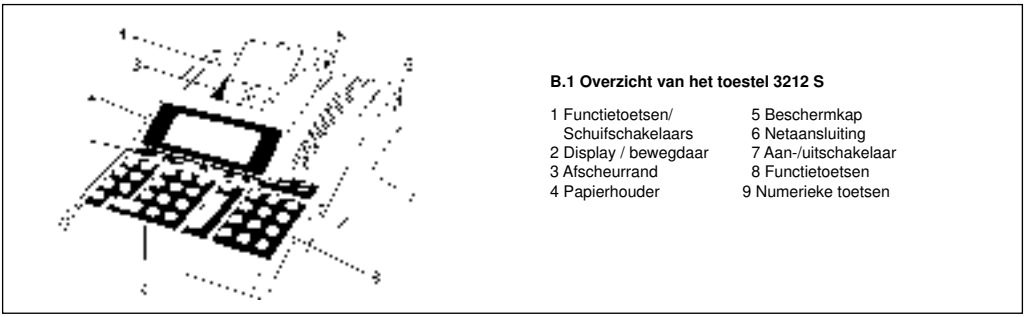 B.1 Overzicht van het toestel 3212 S
1 Functietoetsen/
Schuifschakelaars
2 Display / bewegdaar
3 Afscheurrand
4 Papierhouder
5 Beschermkap
6 Netaansluiting
7 Aan-/uitschakelaar
8 Functietoetsen
9 Numerieke toetsen